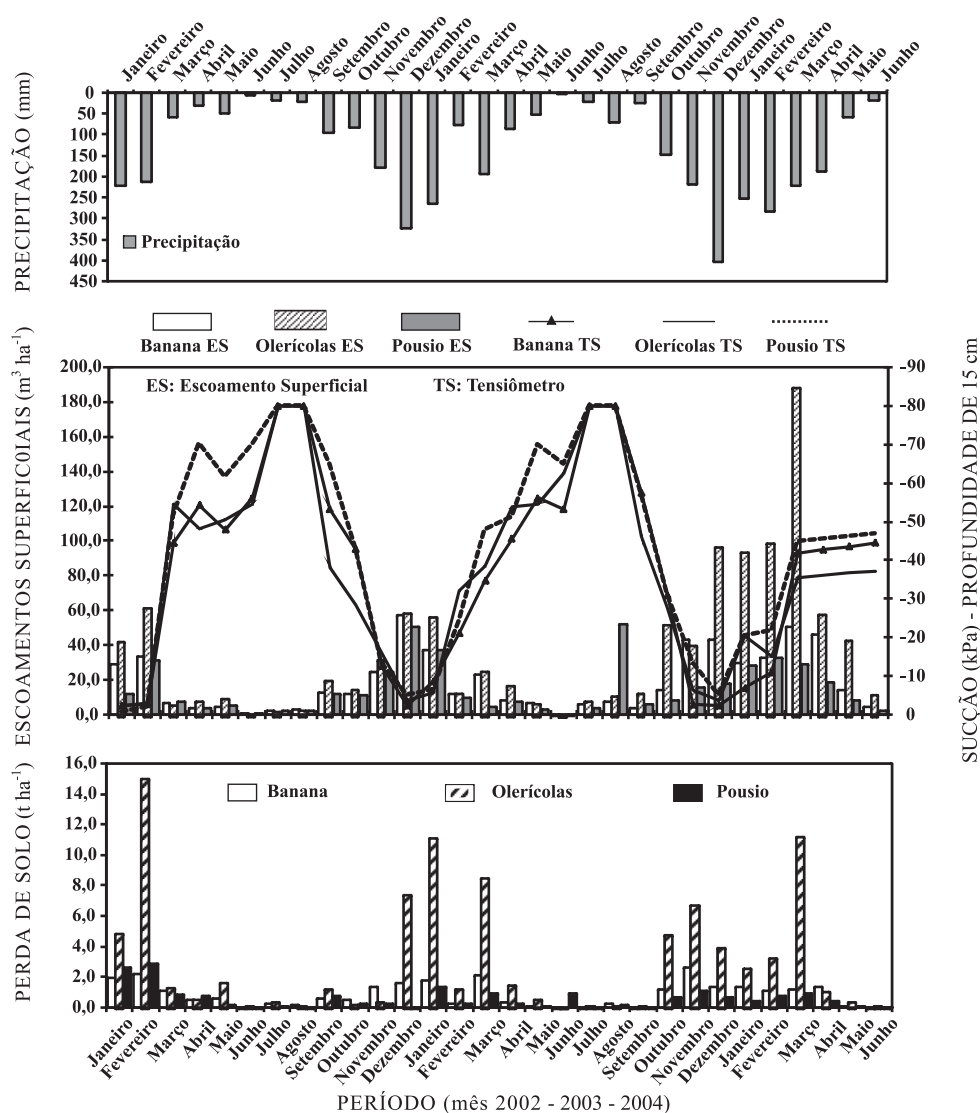 Janeiro
Fevereiro
Março
Abril
Maio
Junho
Julho
Agosto
Setembro
Outubro
Novembro
Dezembro
Janeiro
Fevereiro
Março
Abril
Maio
Junho
Julho
Agosto
Setembro
Outubro
Novembro
Dezembro
Janeiro
Fevereiro
Março
Abril
Maio
Junho
PRECIPITAÇÃO (mm)
0
50
100
150
200
250
300
350
400
450
Precipitação
Banana ES
Olerícolas ES
Pousio ES
Banana TS
Olerícolas TS
Pousio TS
ESCOAMENTOS SUPERFIC0IAIS (m³ ha⁻¹)
200,0
180,0
160,0
140,0
120,0
100,0
80,0
60,0
40,0
20,0
0,0
ES: Escoamento Superficial
TS: Tensiômetro
-90
-80
-70
-60
-50
-40
-30
-20
-10
0
SUCÇÃO (kPa) - PROFUNDIDADE DE 15 cm
PERDA DE SOLO (t ha⁻¹)
16,0
14,0
12,0
10,0
8,0
6,0
4,0
2,0
0,0
Banana
Olerícolas
Pousio
Janeiro
Fevereiro
Março
Abril
Maio
Junho
Julho
Agosto
Setembro
Outubro
Novembro
Dezembro
Janeiro
Fevereiro
Março
Abril
Maio
Junho
Julho
Agosto
Setembro
Outubro
Novembro
Dezembro
Janeiro
Fevereiro
Março
Abril
Maio
Junho
PERÍODO (mês 2002 - 2003 - 2004)